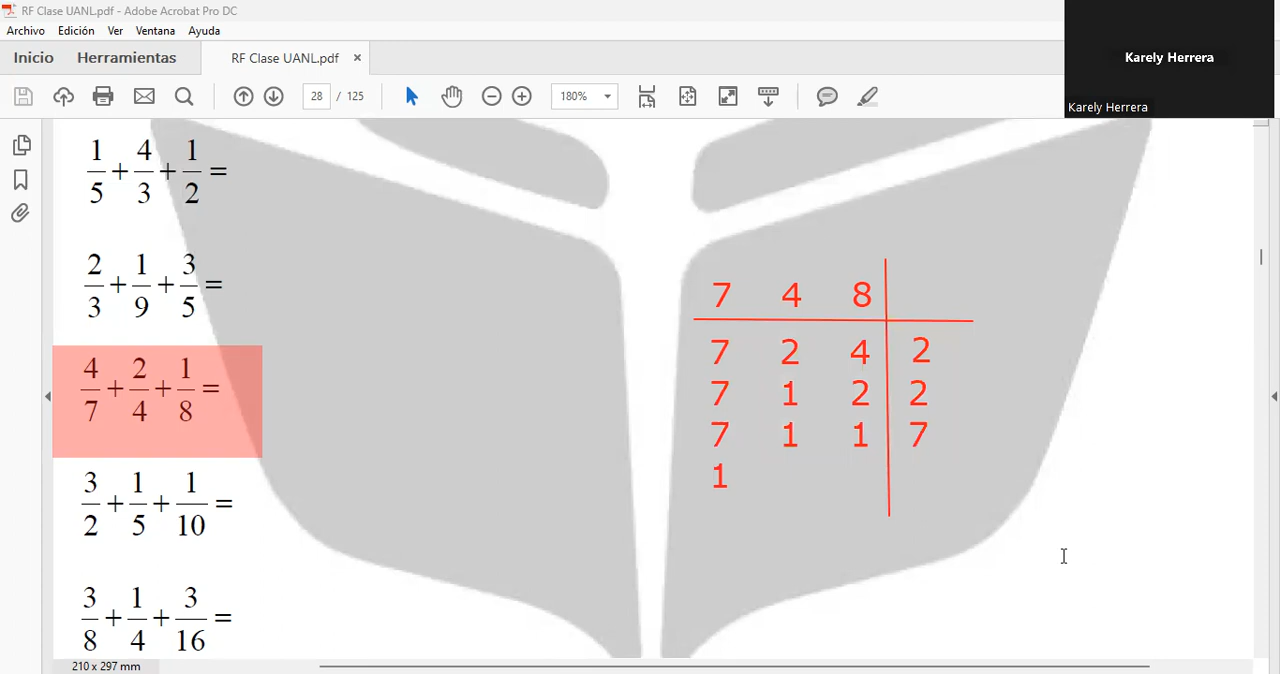 RF Clase UANL.pdf - Adobe Acrobat Pro DC
Archivo Edición Ver Ventana Ayuda
Inicio Herramientas RF Clase UANL.pdf ×
28 / 125 180%
Karely Herrera
Karely Herrera
1/5 + 4/3 + 1/2 =
2/3 + 1/9 + 3/5 =
4/7 + 2/4 + 1/8 =
3/2 + 1/5 + 1/10 =
3/8 + 1/4 + 3/16 =
7 4 8
7 2 4 2
7 1 2 2
7 1 1 7
1
210 x 297 mm